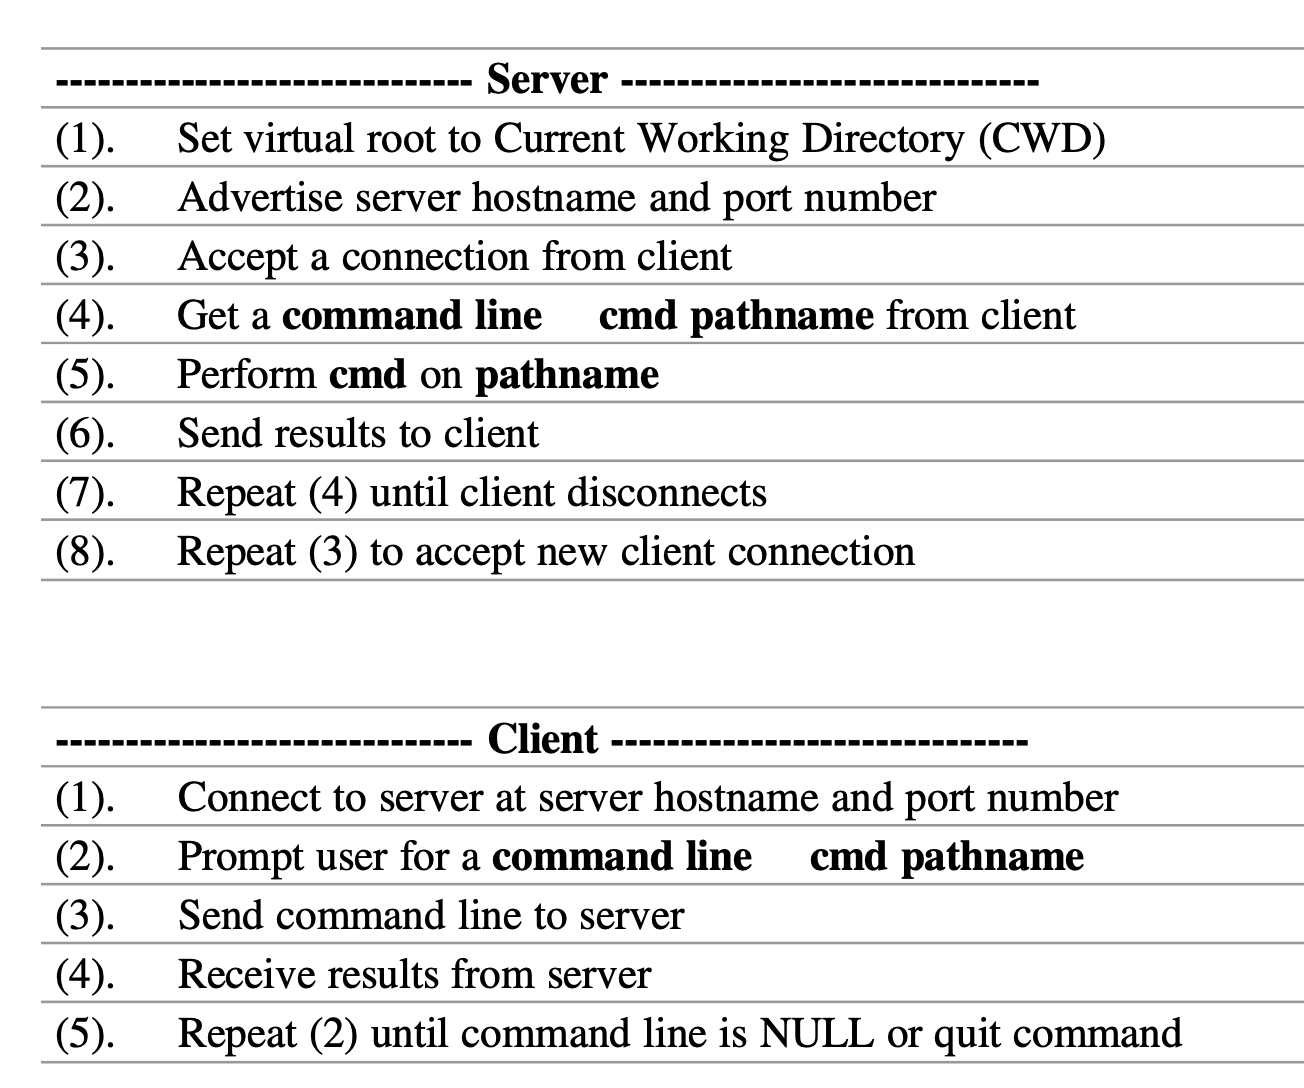 ------------------------------ Server ------------------------------
(1). Set virtual root to Current Working Directory (CWD)
(2). Advertise server hostname and port number
(3). Accept a connection from client
(4). Get a command line cmd pathname from client
(5). Perform cmd on pathname
(6). Send results to client
(7). Repeat (4) until client disconnects
(8). Repeat (3) to accept new client connection
------------------------------ Client ------------------------------
(1). Connect to server at server hostname and port number
(2). Prompt user for a command line cmd pathname
(3). Send command line to server
(4). Receive results from server
(5). Repeat (2) until command line is NULL or quit command